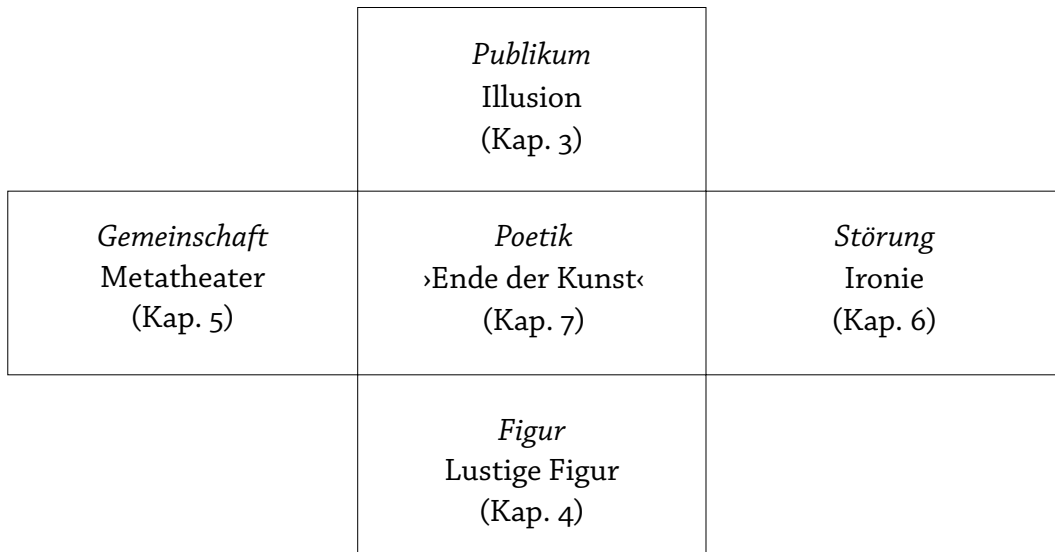 Publikum
Illusion
(Kap. 3)
Gemeinschaft
Metatheater
(Kap. 5)
Poetik
›Ende der Kunst‹
(Kap. 7)
Störung
Ironie
(Kap. 6)
Figur
Lustige Figur
(Kap. 4)